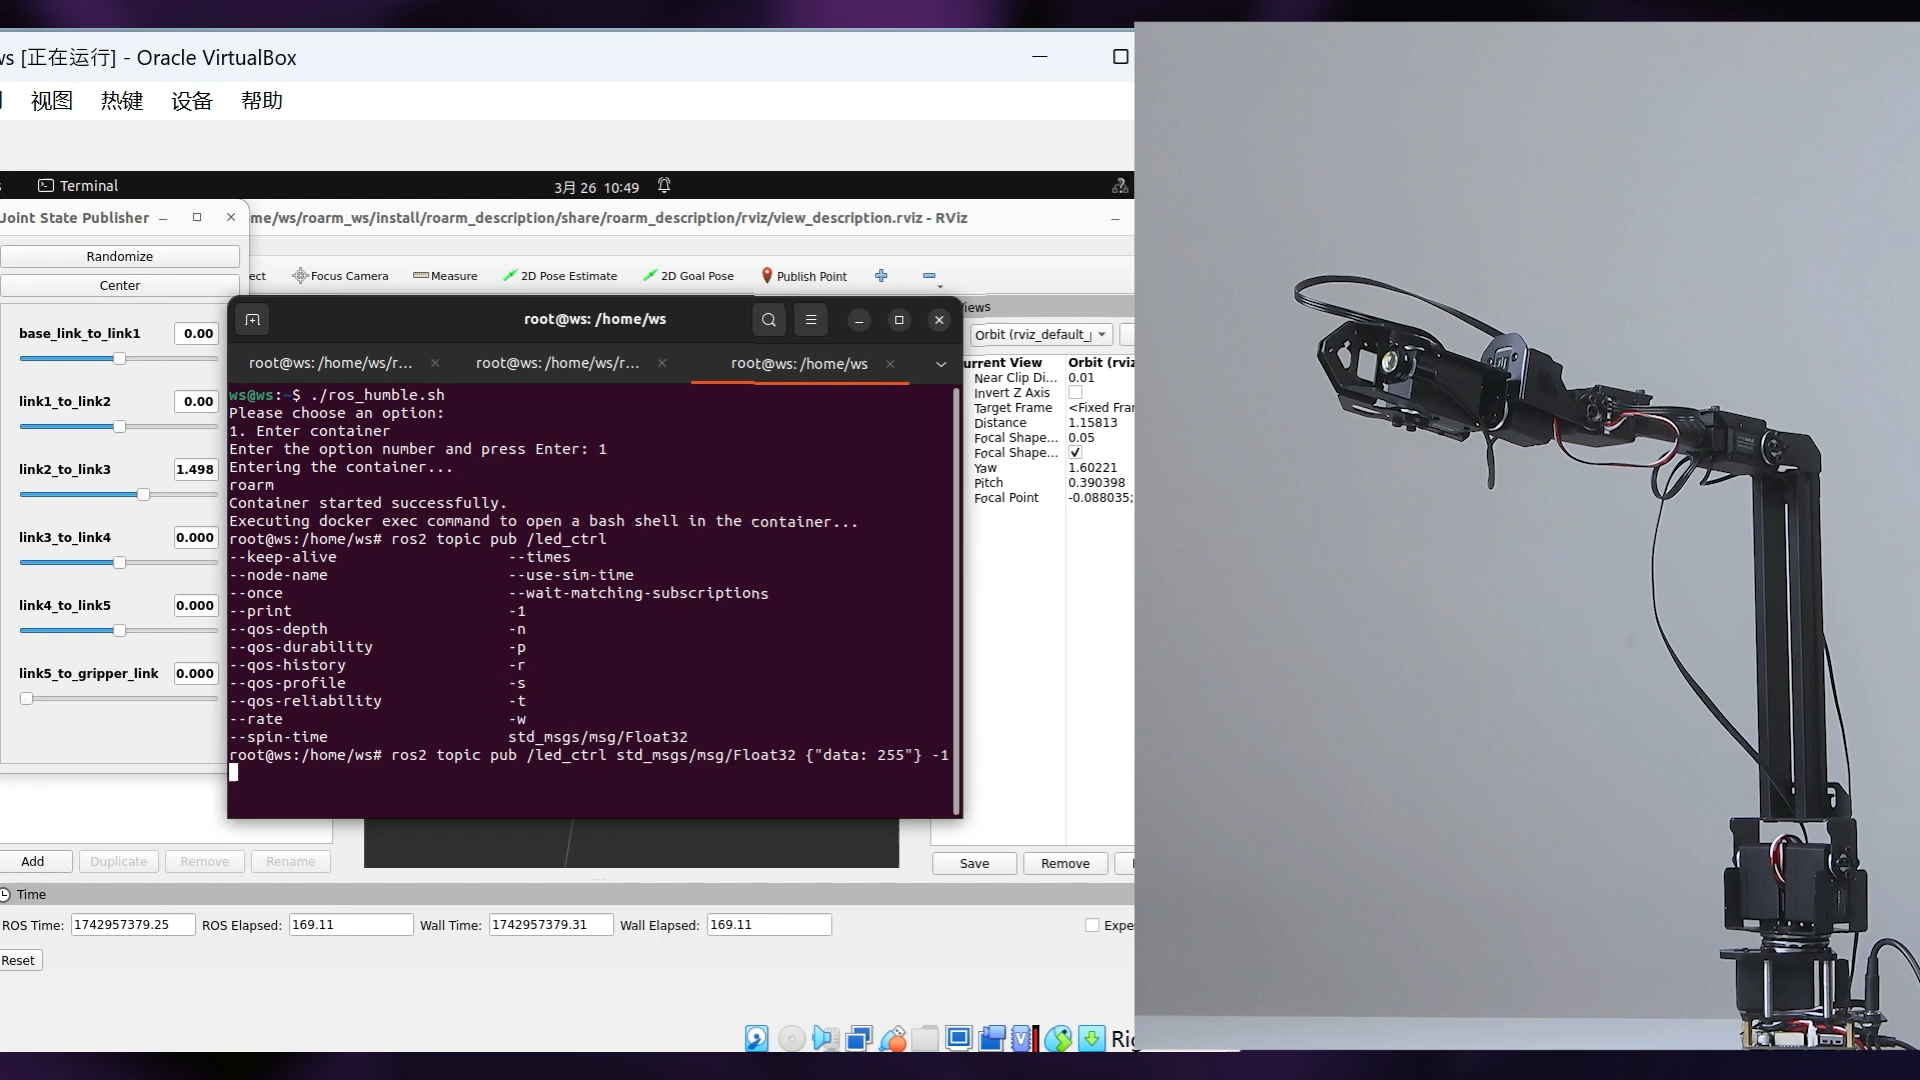 ws [正在运行] - Oracle VirtualBox
视图 热键 设备 帮助
Terminal
3月 26 10:49
Joint State Publisher
me/ws/roarm_ws/install/roarm_description/share/roarm_description/rviz/view_description.rviz - RViz
Randomize
Center
ect Focus Camera Measure 2D Pose Estimate 2D Goal Pose Publish Point
base_link_to_link1 0.00
link1_to_link2 0.00
link2_to_link3 1.498
link3_to_link4 0.000
link4_to_link5 0.000
link5_to_gripper_link 0.000
root@ws: /home/ws
root@ws: /home/ws/r... root@ws: /home/ws/r... root@ws: /home/ws
ws@ws:~$ ./ros_humble.sh
Please choose an option:
1. Enter container
Enter the option number and press Enter: 1
Entering the container...
roarm
Container started successfully.
Executing docker exec command to open a bash shell in the container...
root@ws:/home/ws# ros2 topic pub /led_ctrl
--keep-alive --times
--node-name --use-sim-time
--once --wait-matching-subscriptions
--print -1
--qos-depth -n
--qos-durability -p
--qos-history -r
--qos-profile -s
--qos-reliability -t
--rate -w
--spin-time std_msgs/msg/Float32
root@ws:/home/ws# ros2 topic pub /led_ctrl std_msgs/msg/Float32 {"data: 255"} -1
iews
Orbit (rviz_default_
urrent View Orbit (rviz
Near Clip Di... 0.01
Invert Z Axis
Target Frame <Fixed Fra
Distance 1.15813
Focal Shape... 0.05
Focal Shape... ✓
Yaw 1.60221
Pitch 0.390398
Focal Point -0.088035;
Add Duplicate Remove Rename
Save Remove
Time
ROS Time: 1742957379.25 ROS Elapsed: 169.11 Wall Time: 1742957379.31 Wall Elapsed: 169.11 Expe
Reset
Rig